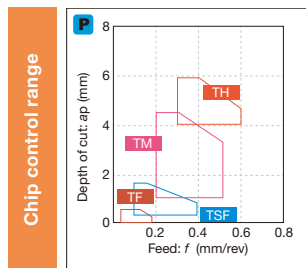 Chip control range
P
Depth of cut: ap (mm)
8
6
4
2
0
TH
TM
TF
TSF
0.2 0.4 0.6 0.8
Feed: f (mm/rev)